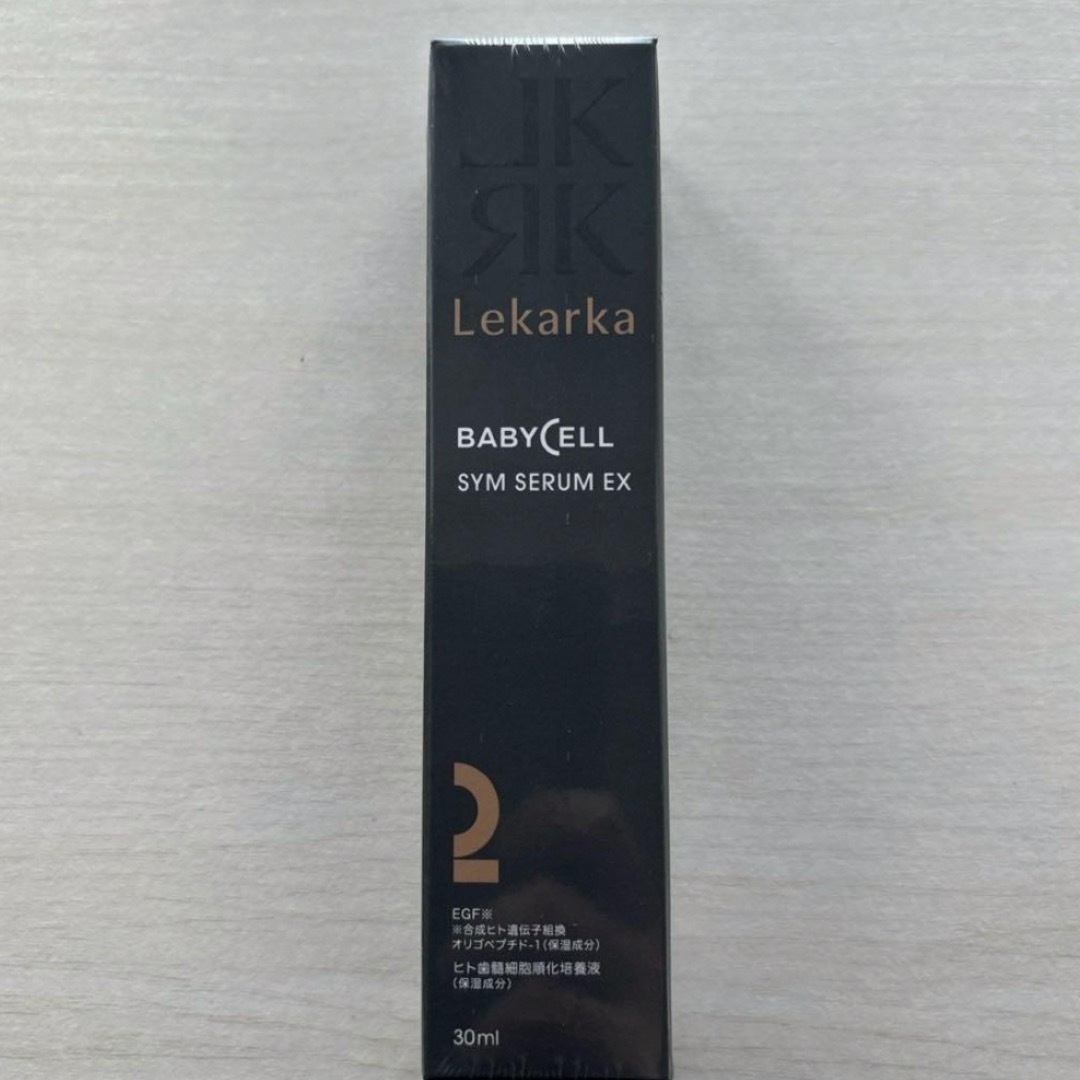 LK
RK
Lekarka
BABYCELL
SYM SERUM EX
2
EGF※
※合成ヒト遺伝子組換
オリゴペプチド-1(保湿成分)
ヒト歯髄細胞順化培養液
(保湿成分)
30ml